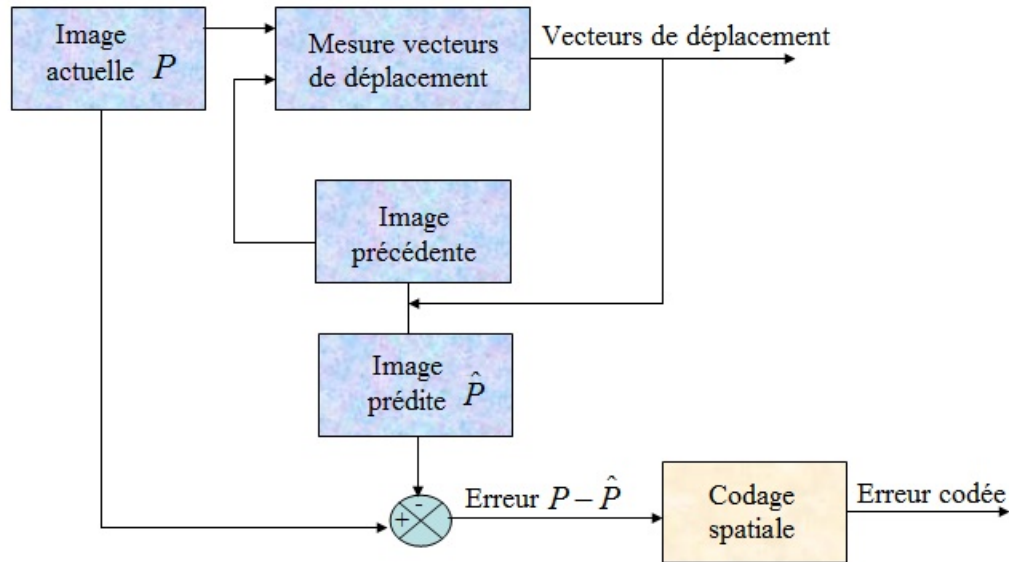 Image
actuelle P
Mesure vecteurs
de déplacement
Vecteurs de déplacement
Image
précédente
Image
prédite P̂
-
+
Erreur P – P̂
Codage
spatiale
Erreur codée